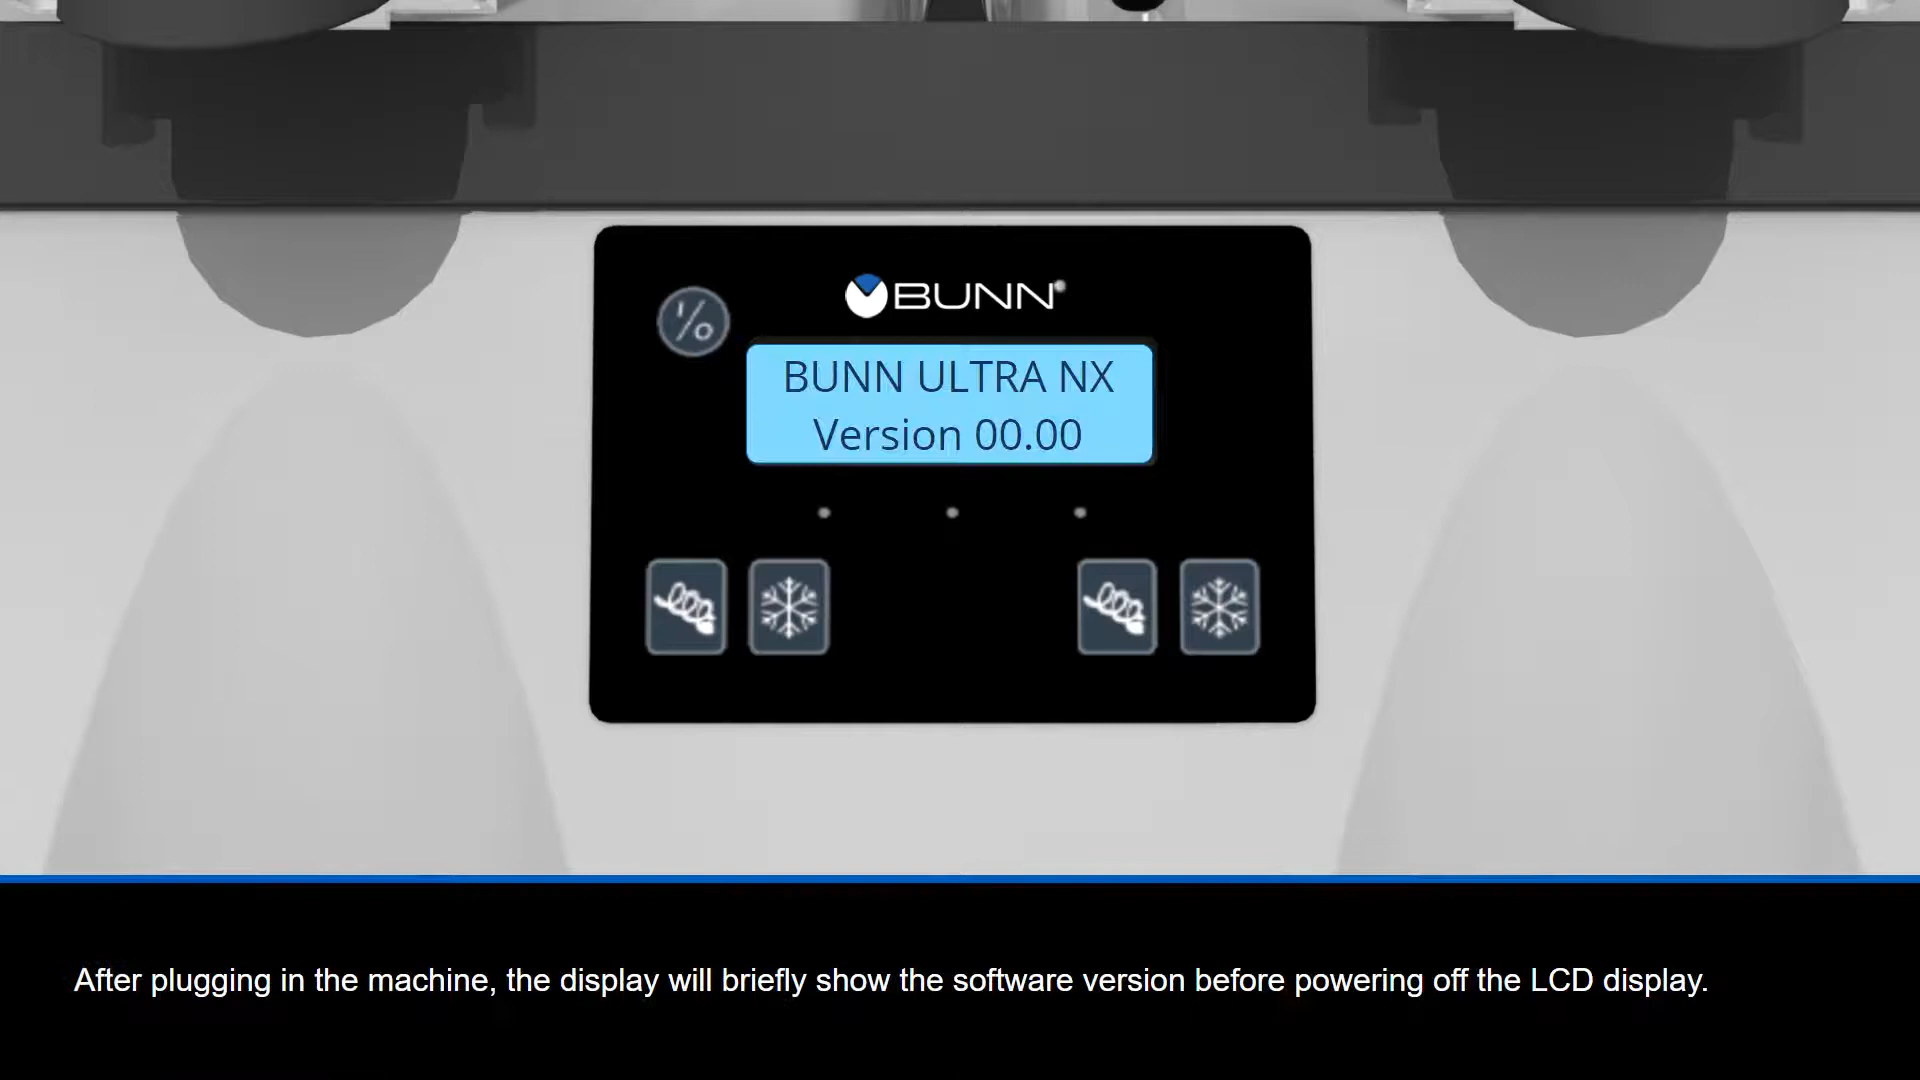 BUNN
BUNN ULTRA NX
Version 00.00
After plugging in the machine, the display will briefly show the software version before powering off the LCD display.